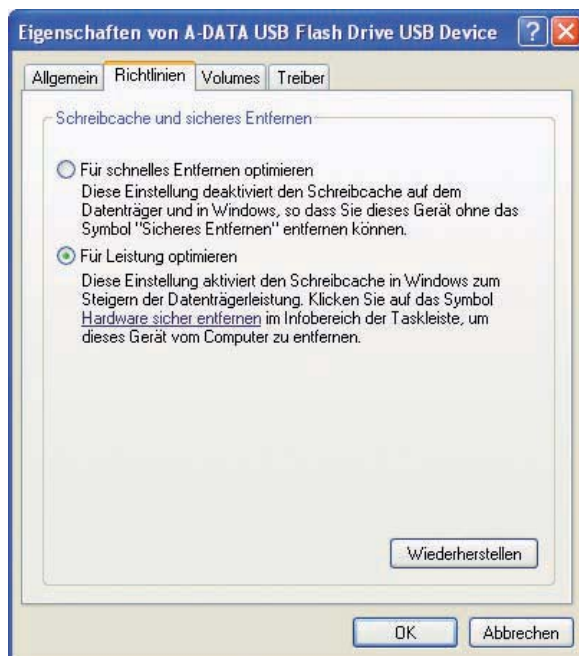 Eigenschaften von A-DATA USB Flash Drive USB Device
Allgemein Richtlinien Volumes Treiber
Schreibcache und sicheres Entfernen
Für schnelles Entfernen optimieren
Diese Einstellung deaktiviert den Schreibcache auf dem
Datenträger und in Windows, so dass Sie dieses Gerät ohne das
Symbol "Sicheres Entfernen" entfernen können.
Für Leistung optimieren
Diese Einstellung aktiviert den Schreibcache in Windows zum
Steigern der Datenträgerleistung. Klicken Sie auf das Symbol
Hardware sicher entfernen im Infobereich der Taskleiste, um
dieses Gerät vom Computer zu entfernen.
Wiederherstellen
OK Abbrechen